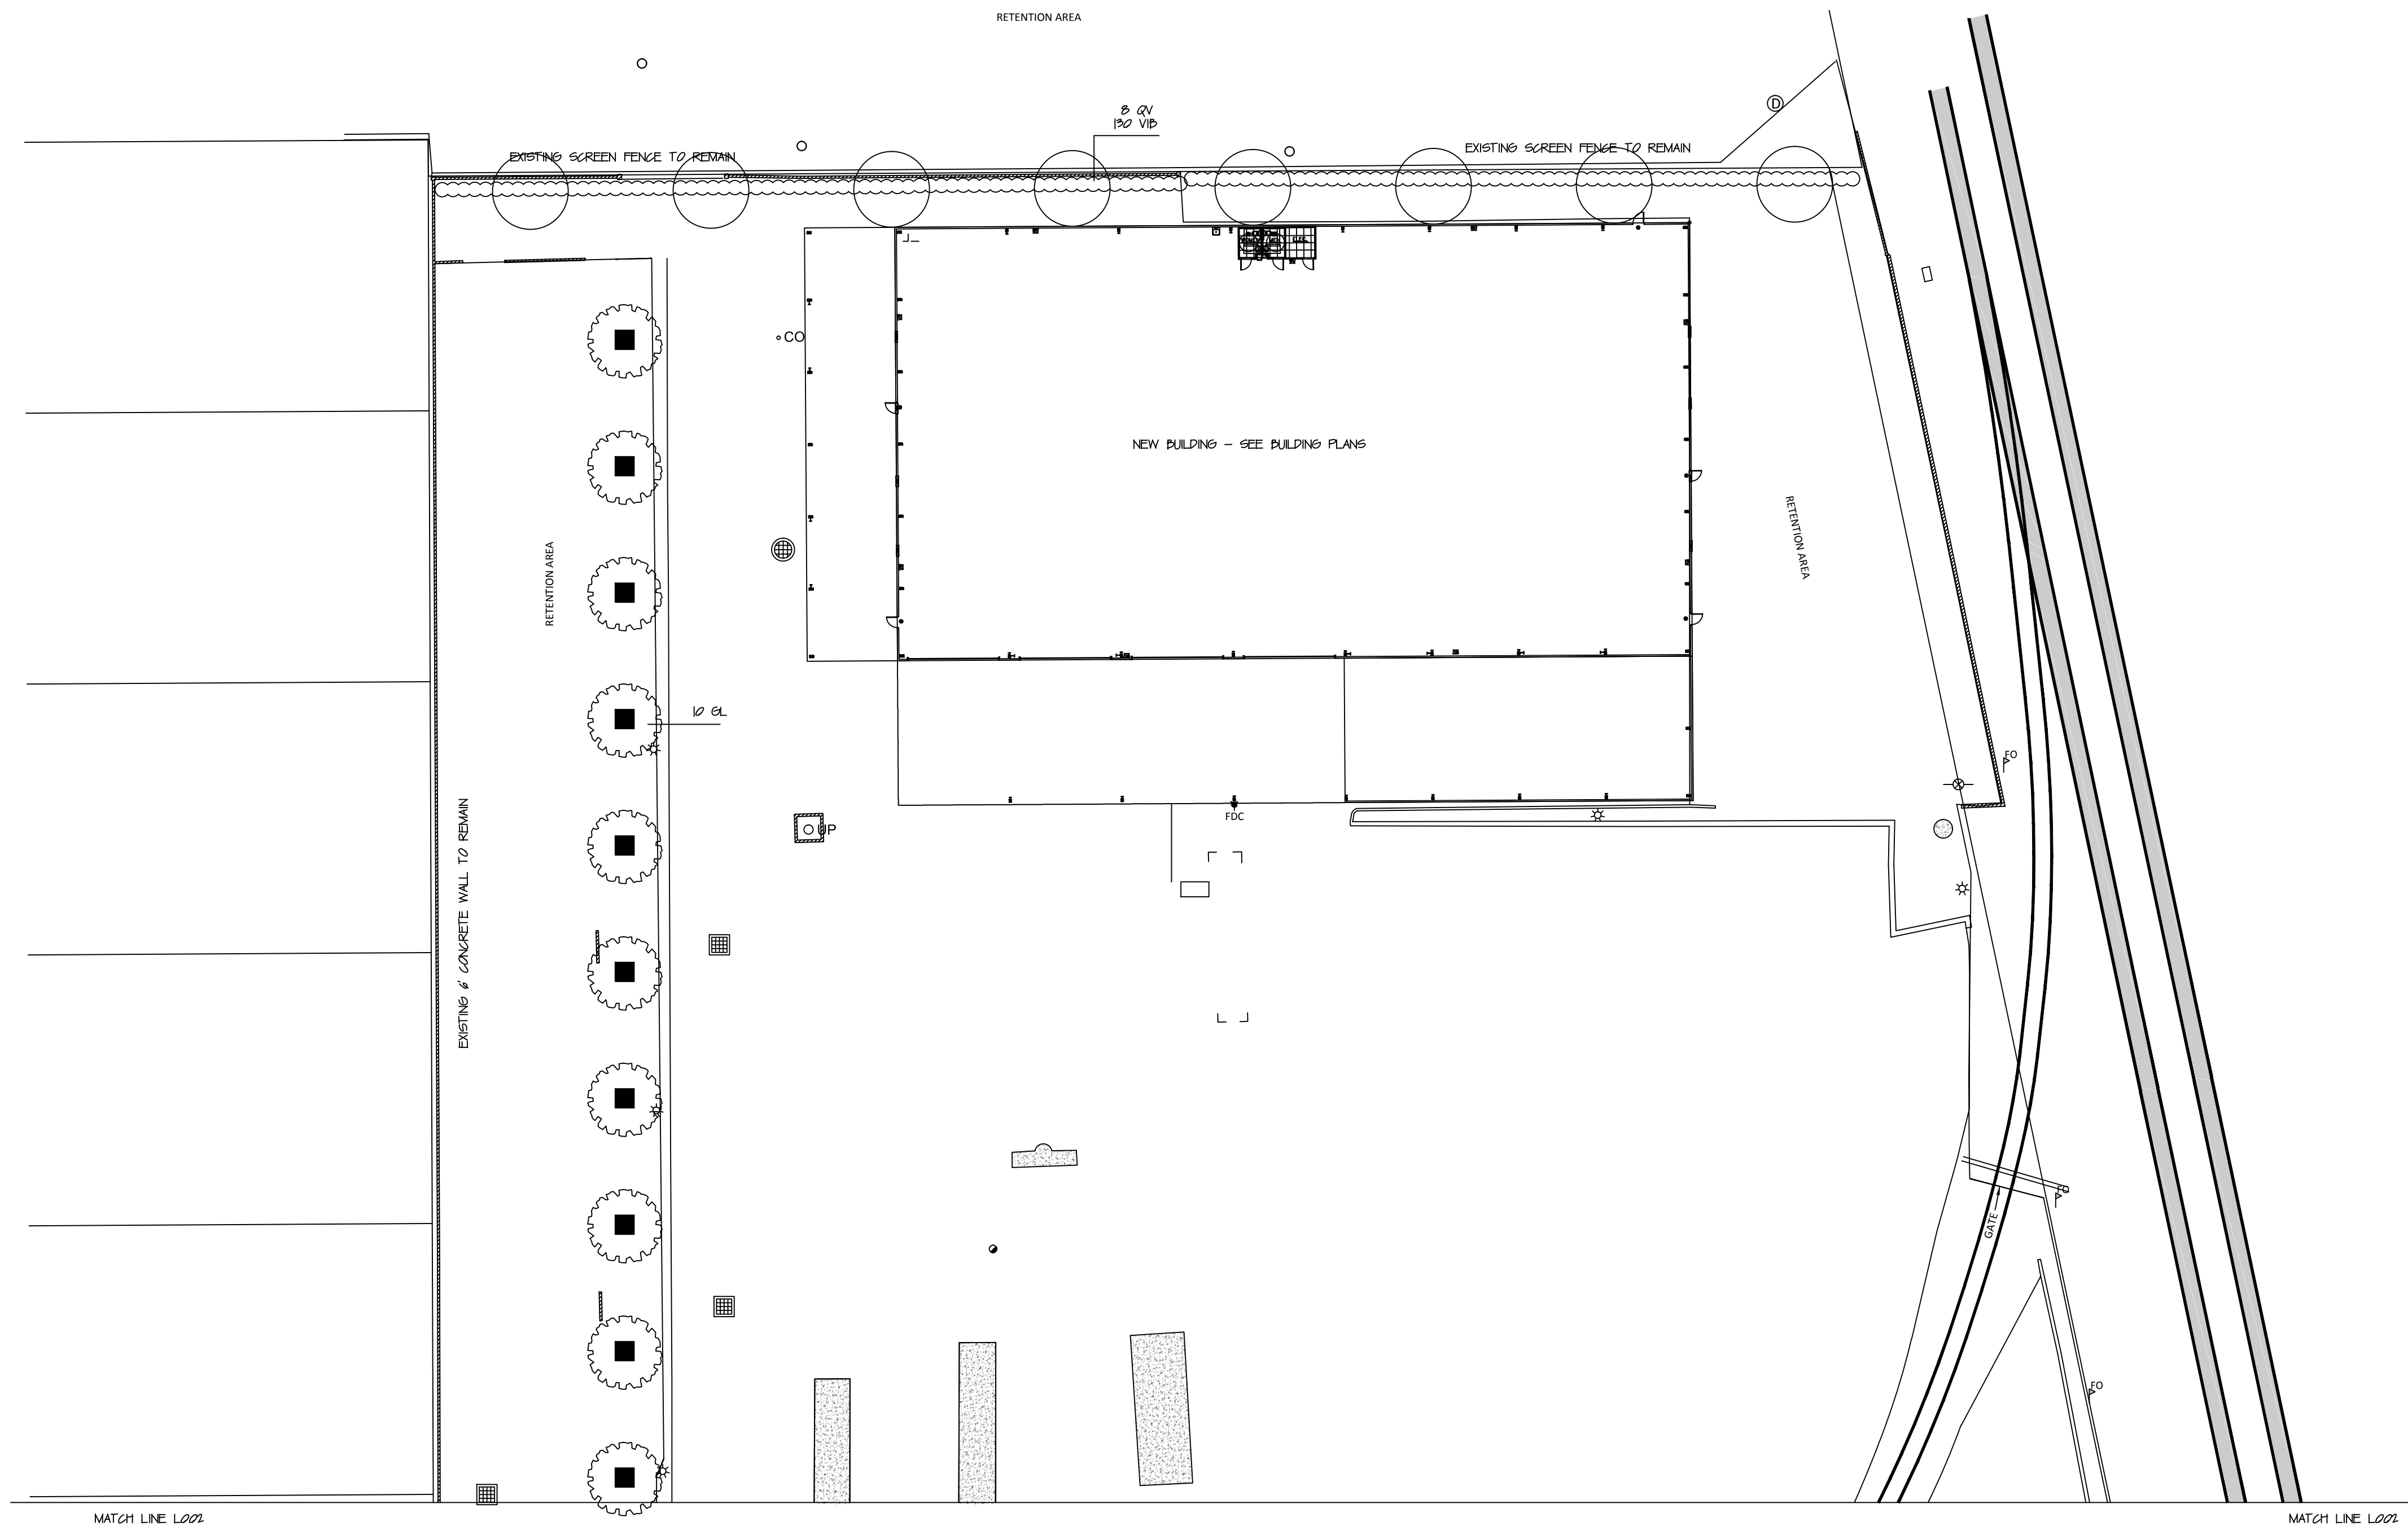 RETENTION AREA
8 QV
130 VIB
D
EXISTING SCREEN FENCE TO REMAIN
EXISTING SCREEN FENCE TO REMAIN
CO
NEW BUILDING - SEE BUILDING PLANS
RETENTION AREA
RETENTION AREA
10 GL
FO
FDC
UP
EXISTING 6' CONCRETE WALL TO REMAIN
FO
GATE
FO
MATCH LINE L002
MATCH LINE L002